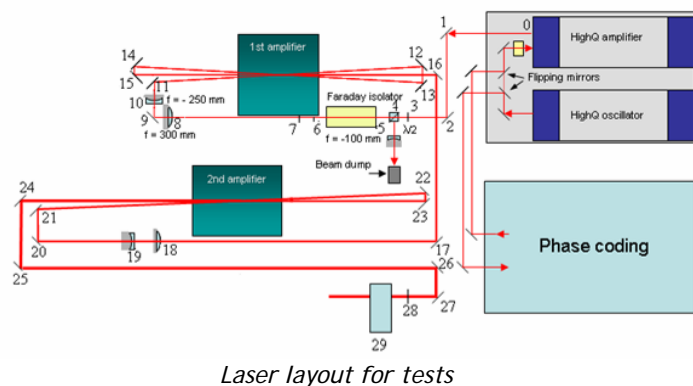 1
0
HighQ amplifier
Flipping mirrors
HighQ oscillator
Phase coding
14
15
1st amplifier
12
16
13
11
10
f = - 250 mm
9
8
f = 300 mm
7
6
Faraday isolator
5
4
3
λ/2
2
f = -100 mm
Beam dump
24
21
2nd amplifier
22
23
20
19
18
17
25
26
27
28
29
Laser layout for tests